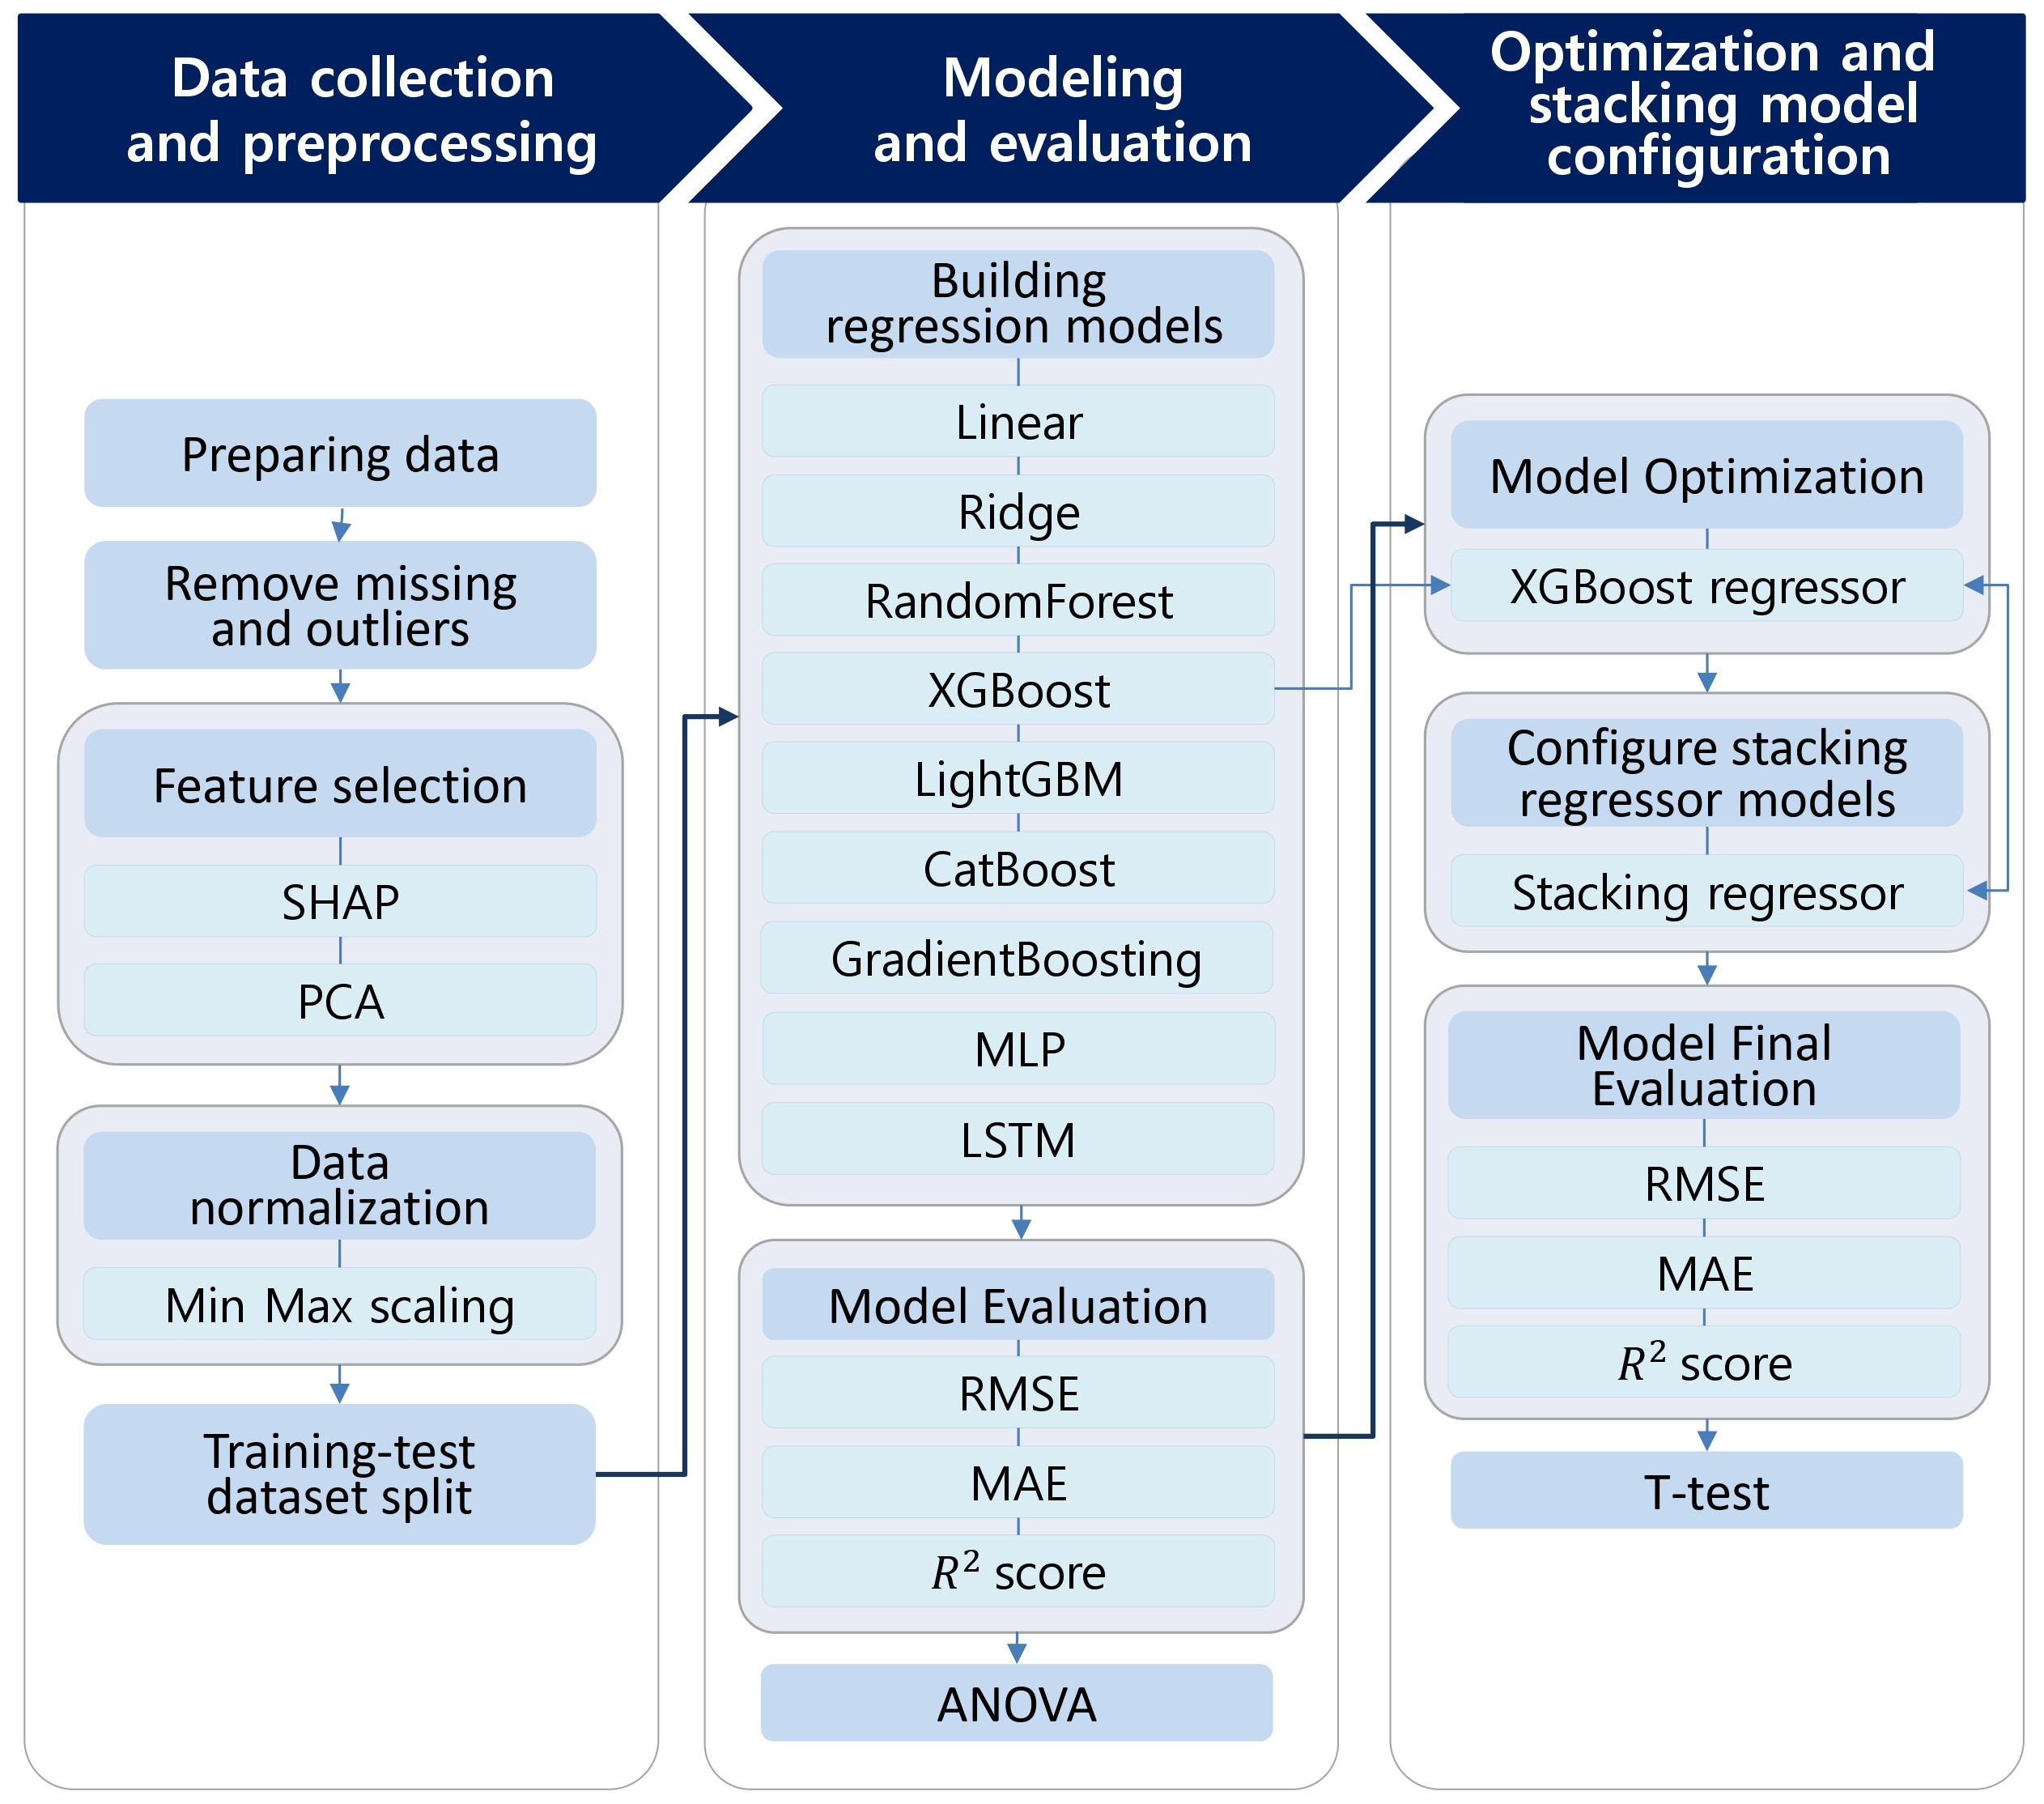 Data collection
and preprocessing
Modeling
and evaluation
Optimization and
stacking model
configuration
Preparing data
Remove missing
and outliers
Feature selection
SHAP
PCA
Data
normalization
Min Max scaling
Training-test
dataset split
Building
regression models
Linear
Ridge
RandomForest
XGBoost
LightGBM
CatBoost
GradientBoosting
MLP
LSTM
Model Evaluation
RMSE
MAE
R² score
ANOVA
Model Optimization
XGBoost regressor
Configure stacking
regressor models
Stacking regressor
Model Final
Evaluation
RMSE
MAE
R² score
T-test